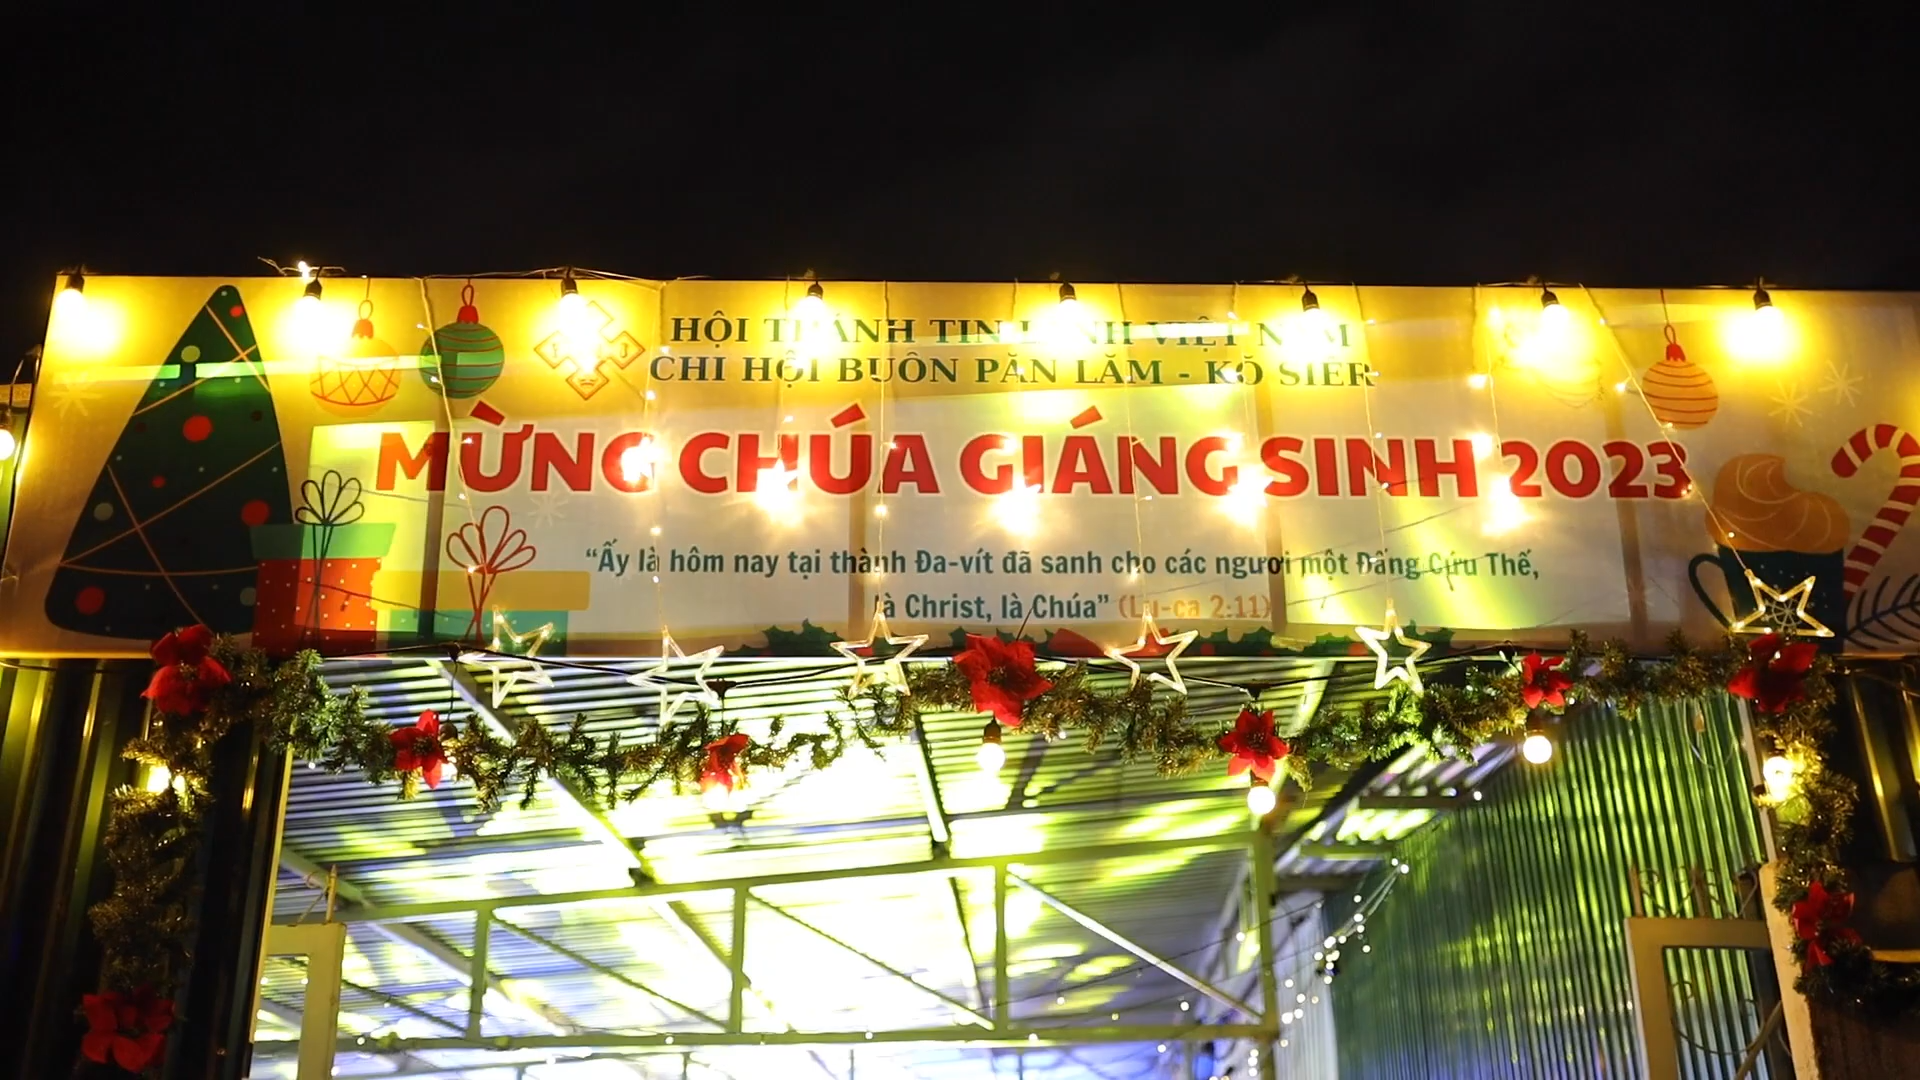 HỘI THÁNH TIN LÀNH VIỆT NAM
CHI HỘI BUÔN PĂN LĂM - KÕ SIÊR
MỪNG CHÚA GIÁNG SINH 2023
“Ấy là hôm nay tại thành Đa-vít đã sanh cho các ngươi một Đấng Cứu Thế,
là Christ, là Chúa” (Lu-ca 2:11)